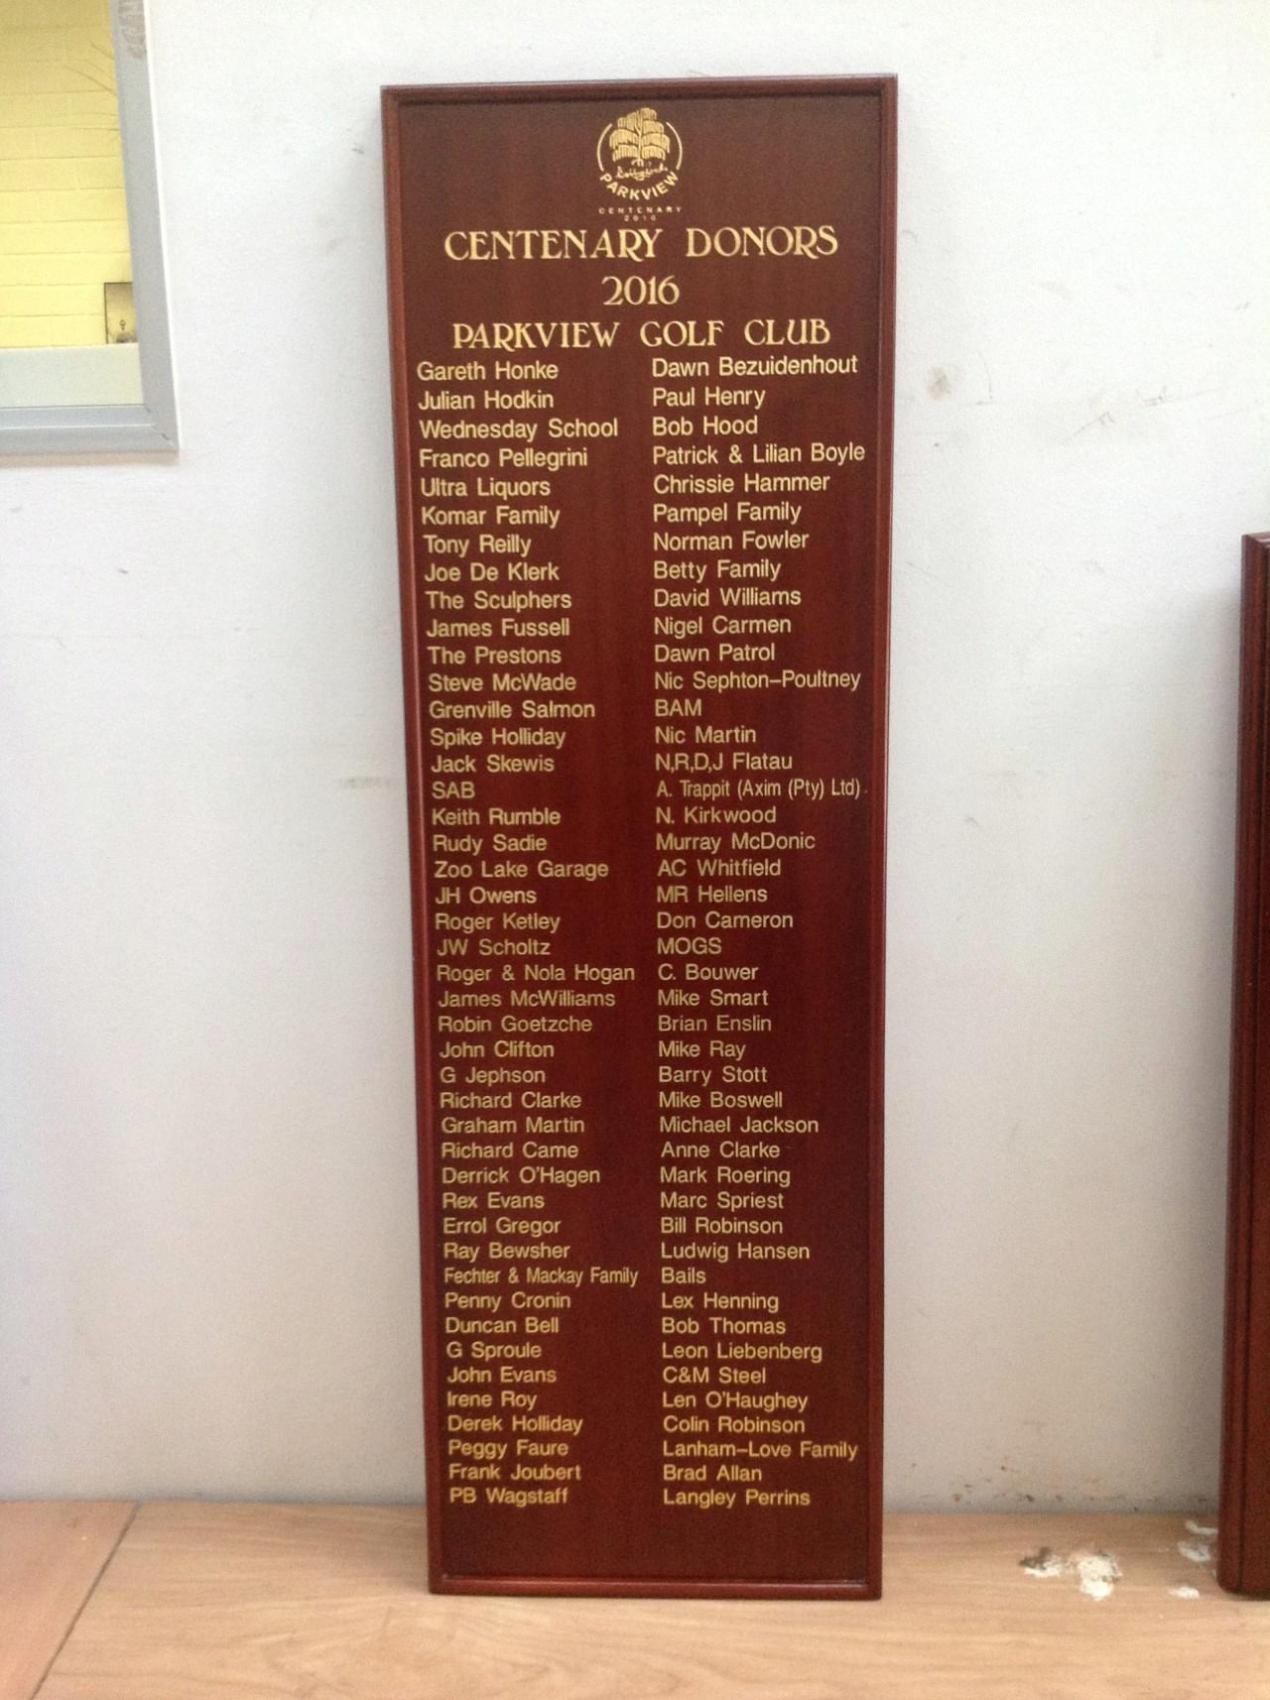 PARKVIEW
CENTENARY
2016
CENTENARY DONORS
2016
PARKVIEW GOLF CLUB
Gareth Honke
Julian Hodkin
Wednesday School
Franco Pellegrini
Ultra Liquors
Komar Family
Tony Reilly
Joe De Klerk
The Sculphers
James Fussell
The Prestons
Steve McWade
Grenville Salmon
Spike Holliday
Jack Skewis
SAB
Keith Rumble
Rudy Sadie
Zoo Lake Garage
JH Owens
Roger Ketley
JW Scholtz
Roger & Nola Hogan
James McWilliams
Robin Goetzche
John Clifton
G Jephson
Richard Clarke
Graham Martin
Richard Came
Derrick O'Hagen
Rex Evans
Errol Gregor
Ray Bewsher
Fechter & Mackay Family
Penny Cronin
Duncan Bell
G Sproule
John Evans
Irene Roy
Derek Holliday
Peggy Faure
Frank Joubert
PB Wagstaff
Dawn Bezuidenhout
Paul Henry
Bob Hood
Patrick & Lilian Boyle
Chrissie Hammer
Pampel Family
Norman Fowler
Betty Family
David Williams
Nigel Carmen
Dawn Patrol
Nic Sephton-Poultney
BAM
Nic Martin
N,R,D,J Flatau
A. Trappit (Axim (Pty) Ltd)
N. Kirkwood
Murray McDonic
AC Whitfield
MR Hellens
Don Cameron
MOGS
C. Bouwer
Mike Smart
Brian Enslin
Mike Ray
Barry Stott
Mike Boswell
Michael Jackson
Anne Clarke
Mark Roering
Marc Spriest
Bill Robinson
Ludwig Hansen
Bails
Lex Henning
Bob Thomas
Leon Liebenberg
C&M Steel
Len O'Haughey
Colin Robinson
Lanham-Love Family
Brad Allan
Langley Perrins